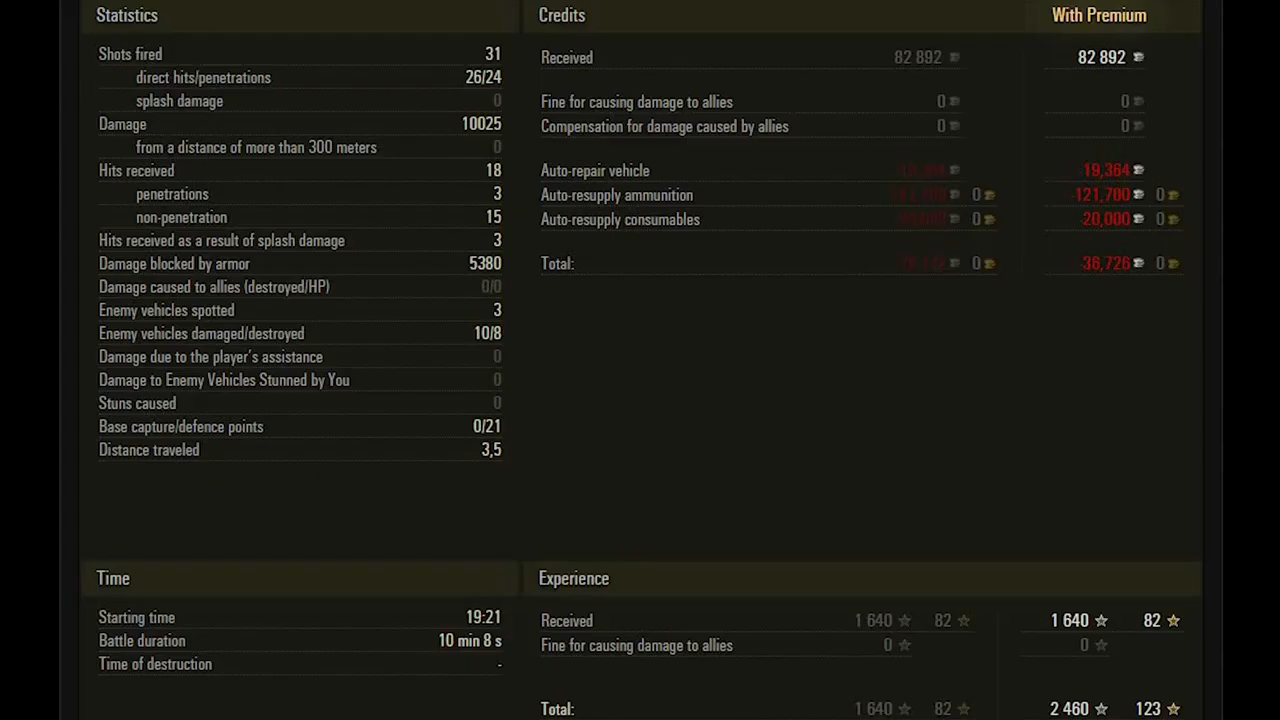 Statistics
Shots fired 31
direct hits/penetrations 26/24
splash damage 0
Damage 10025
from a distance of more than 300 meters 0
Hits received 18
penetrations 3
non-penetration 15
Hits received as a result of splash damage 3
Damage blocked by armor 5380
Damage caused to allies (destroyed/HP) 0/0
Enemy vehicles spotted 3
Enemy vehicles damaged/destroyed 10/8
Damage due to the player's assistance 0
Damage to Enemy Vehicles Stunned by You 0
Stuns caused 0
Base capture/defence points 0/21
Distance traveled 3,5
Credits With Premium
Received 82 892 82 892
Fine for causing damage to allies 0 0
Compensation for damage caused by allies 0 0
Auto-repair vehicle 19,364
Auto-resupply ammunition 0 -121,700 0
Auto-resupply consumables 0 20,000 0
Total: 0 36,726 0
Time
Starting time 19:21
Battle duration 10 min 8 s
Time of destruction -
Experience
Received 1 640 82 1 640 82
Fine for causing damage to allies 0 0
Total: 1 640 82 2 460 123